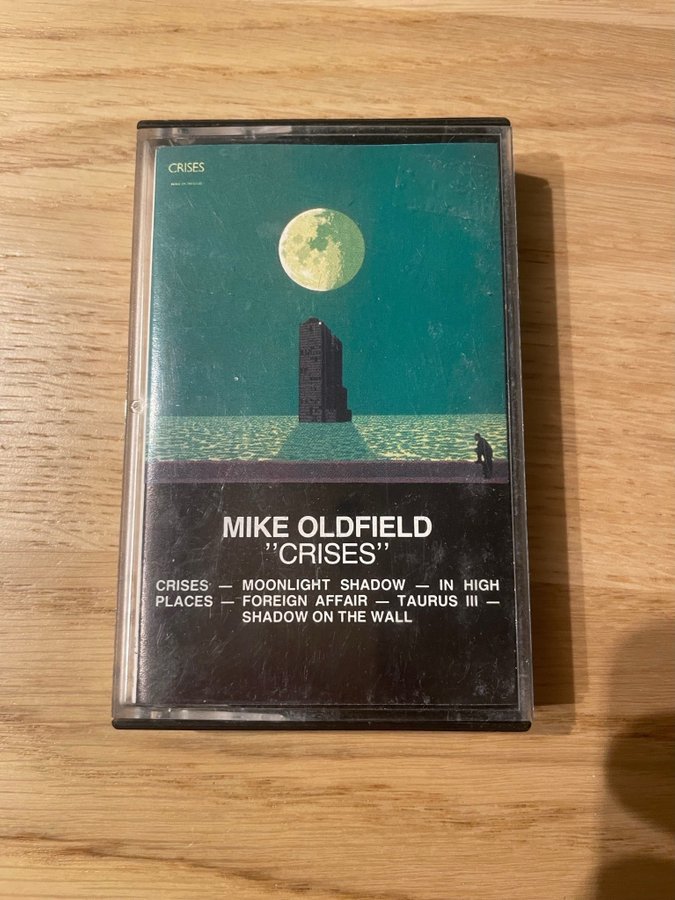 CRISES
MIKE OLDFIELD
''CRISES''
CRISES — MOONLIGHT SHADOW — IN HIGH
PLACES — FOREIGN AFFAIR — TAURUS III —
SHADOW ON THE WALL